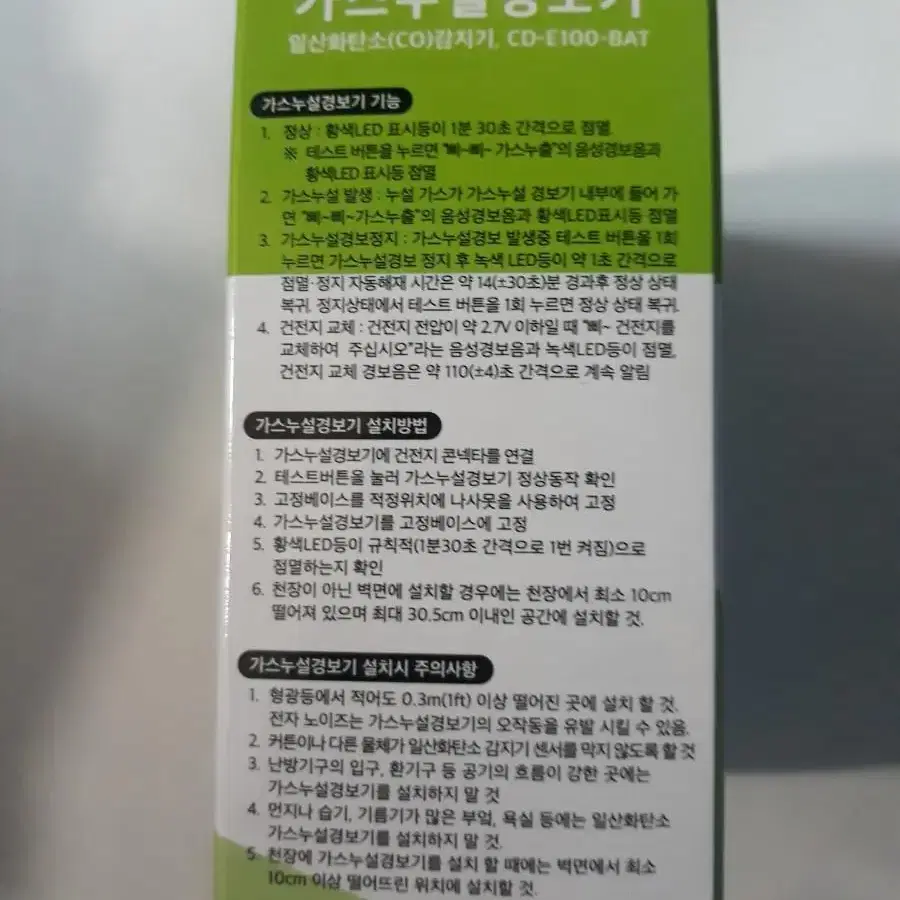 가스누설경보기
일산화탄소(CO)감지기, CD-E100-BAT
가스누설경보기 기능
1. 정상 : 황색LED 표시등이 1분 30초 간격으로 점멸.
※ 테스트 버튼을 누르면 "삐~삐~ 가스누출"의 음성경보음과
황색LED 표시등 점멸
2. 가스누설 발생 : 누설 가스가 가스누설 경보기 내부에 들어 가
면 "삐~삐~가스누출"의 음성경보음과 황색LED표시등 점멸
3. 가스누설경보정지 : 가스누설경보 발생중 테스트 버튼을 1회
누르면 가스누설경보 정지 후 녹색 LED등이 약 1초 간격으로
점멸·정지 자동해재 시간은 약 14(±30초)분 경과후 정상 상태
복귀, 정지상태에서 테스트 버튼을 1회 누르면 정상 상태 복귀.
4. 건전지 교체 : 건전지 전압이 약 2.7V 이하일 때 "삐~ 건전지를
교체하여 주십시오"라는 음성경보음과 녹색LED등이 점멸,
건전지 교체 경보음은 약 110(±4)초 간격으로 계속 알림
가스누설경보기 설치방법
1. 가스누설경보기에 건전지 콘넥타를 연결
2. 테스트버튼을 눌러 가스누설경보기 정상동작 확인
3. 고정베이스를 적정위치에 나사못을 사용하여 고정
4. 가스누설경보기를 고정베이스에 고정
5. 황색LED등이 규칙적(1분30초 간격으로 1번 켜짐)으로
점멸하는지 확인
6. 천장이 아닌 벽면에 설치할 경우에는 천장에서 최소 10cm
떨어져 있으며 최대 30.5cm 이내인 공간에 설치할 것.
가스누설경보기 설치시 주의사항
1. 형광등에서 적어도 0.3m(1ft) 이상 떨어진 곳에 설치 할 것.
전자 노이즈는 가스누설경보기의 오작동을 유발 시킬 수 있음.
2. 커튼이나 다른 물체가 일산화탄소 감지기 센서를 막지 않도록 할 것
3. 난방기구의 입구, 환기구 등 공기의 흐름이 강한 곳에는
가스누설경보기를 설치하지 말 것
4. 먼지나 습기, 기름기가 많은 부엌, 욕실 등에는 일산화탄소
가스누설경보기를 설치하지 말 것.
5. 천장에 가스누설경보기를 설치 할 때에는 벽면에서 최소
10cm 이상 떨어뜨린 위치에 설치할 것.